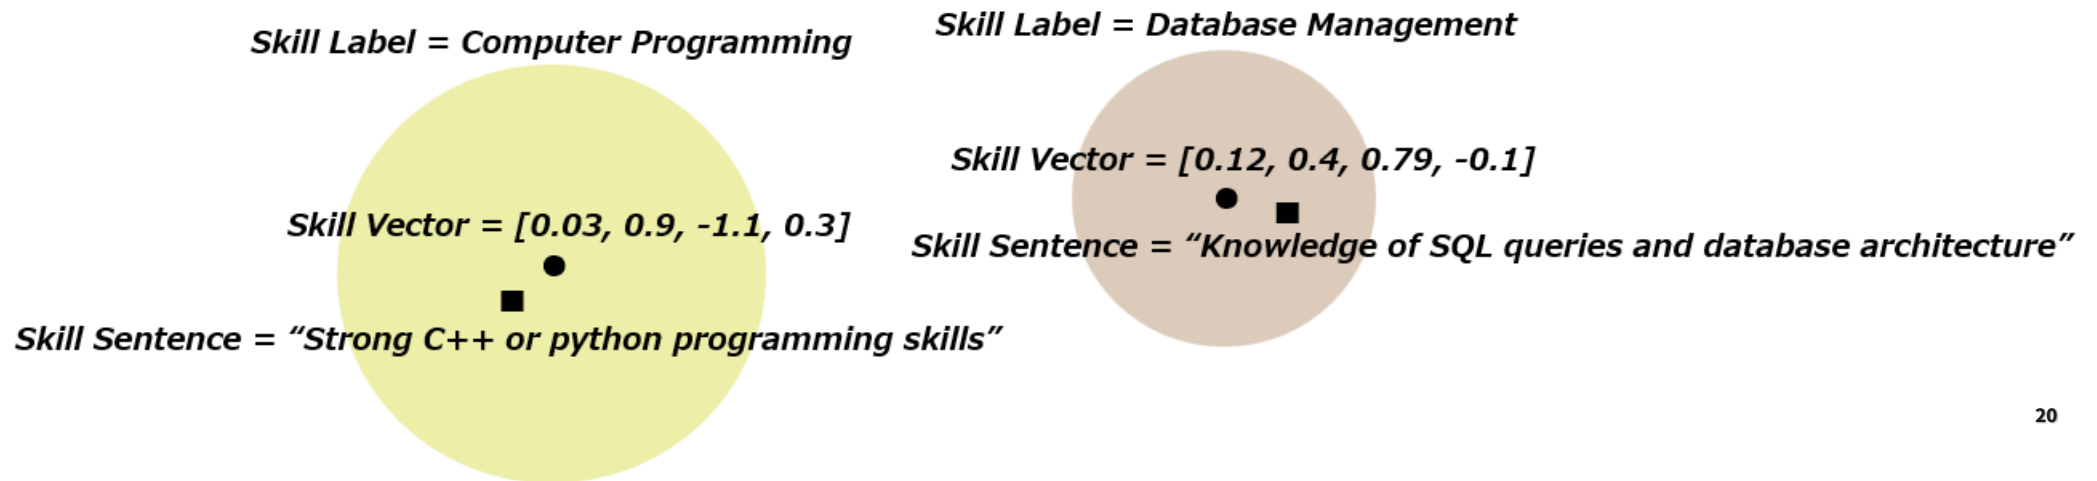 Skill Label = Computer Programming
Skill Vector = [0.03, 0.9, -1.1, 0.3]
Skill Sentence = “Strong C++ or python programming skills”
Skill Label = Database Management
Skill Vector = [0.12, 0.4, 0.79, -0.1]
Skill Sentence = “Knowledge of SQL queries and database architecture”
20